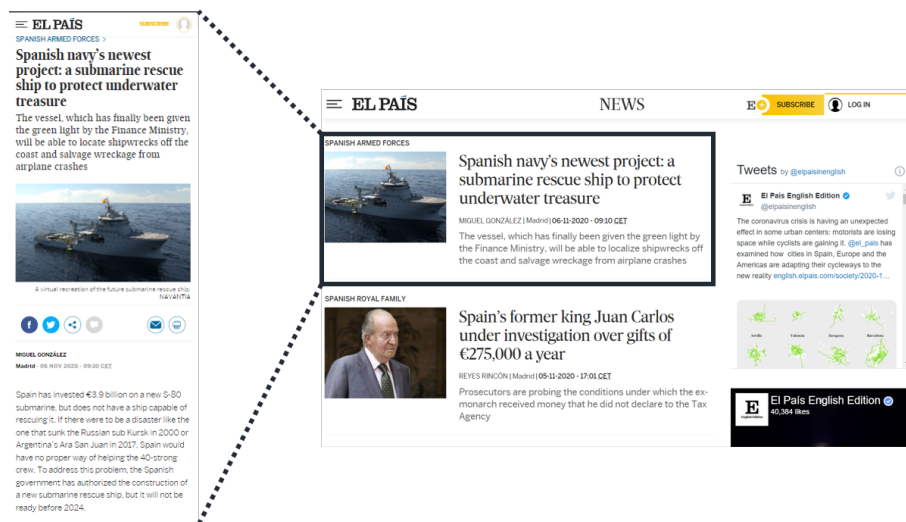 EL PAÍS
SUBSCRIBE
SPANISH ARMED FORCES >
Spanish navy's newest
project: a submarine rescue
ship to protect underwater
treasure
The vessel, which has finally been given
the green light by the Finance Ministry,
will be able to locate shipwrecks off the
coast and salvage wreckage from
airplane crashes
A virtual recreation of the future submarine rescue ship.
NAVANTIA
MIGUEL GONZÁLEZ
Madrid - 06 NOV 2020 - 09:10 CET
Spain has invested €3.9 billion on a new S-80
submarine, but does not have a ship capable of
rescuing it. If there were to be a disaster like the
one that sunk the Russian sub Kursk in 2000 or
Argentina's Ara San Juan in 2017, Spain would
have no proper way of helping the 40-strong
crew. To address this problem, the Spanish
government has authorized the construction of
a new submarine rescue ship, but it will not be
ready before 2024.
EL PAÍS
NEWS
E+ SUBSCRIBE
LOG IN
SPANISH ARMED FORCES
Spanish navy's newest project: a
submarine rescue ship to protect
underwater treasure
MIGUEL GONZÁLEZ | Madrid | 06-11-2020 - 09:10 CET
The vessel, which has finally been given the green light by
the Finance Ministry, will be able to localize shipwrecks off
the coast and salvage wreckage from airplane crashes
SPANISH ROYAL FAMILY
Spain's former king Juan Carlos
under investigation over gifts of
€275,000 a year
REYES RINCÓN | Madrid | 05-11-2020 - 17:01 CET
Prosecutors are probing the conditions under which the ex-
monarch received money that he did not declare to the Tax
Agency
Tweets by @elpaisinenglish
El País English Edition
@elpaisinenglish
The coronavirus crisis is having an unexpected
effect in some urban centers: motorists are losing
space while cyclists are gaining it. @el_pais has
examined how cities in Spain, Europe and the
Americas are adapting their cycleways to the
new reality english.elpais.com/society/2020-1…
Sevilla
Valencia
Zaragoza
Barcelona
El País English Edition
40,384 likes